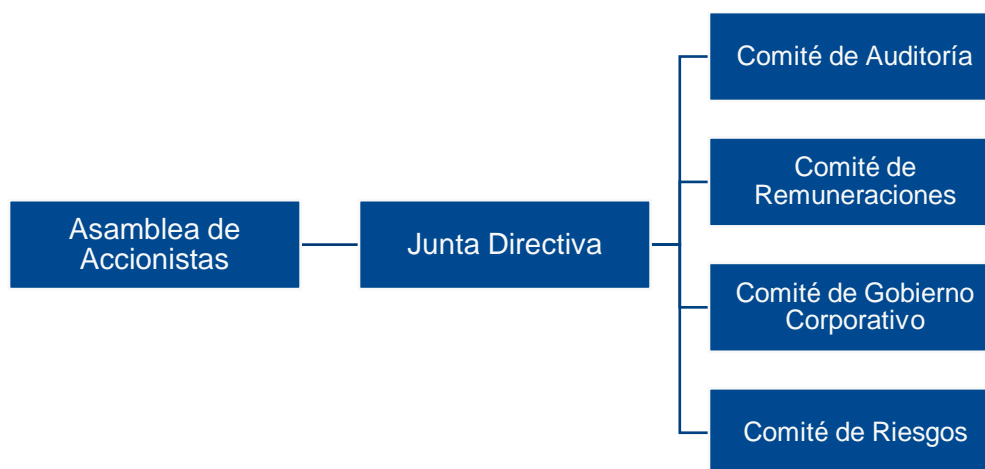 Asamblea de
Accionistas
Junta Directiva
Comité de Auditoría
Comité de
Remuneraciones
Comité de Gobierno
Corporativo
Comité de Riesgos